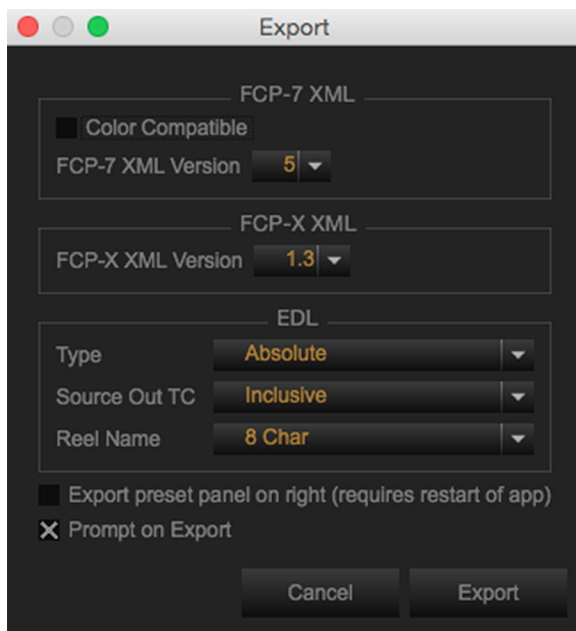 Export
FCP-7 XML
Color Compatible
FCP-7 XML Version 5
FCP-X XML
FCP-X XML Version 1.3
EDL
Type Absolute
Source Out TC Inclusive
Reel Name 8 Char
Export preset panel on right (requires restart of app)
Prompt on Export
Cancel Export